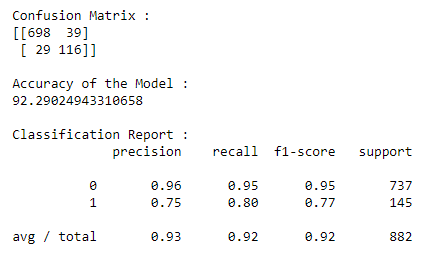 Confusion Matrix :
[[698  39]
 [ 29 116]]
Accuracy of the Model :
92.29024943310658
Classification Report :
             precision    recall  f1-score   support
          0       0.96      0.95      0.95       737
          1       0.75      0.80      0.77       145
avg / total       0.93      0.92      0.92       882